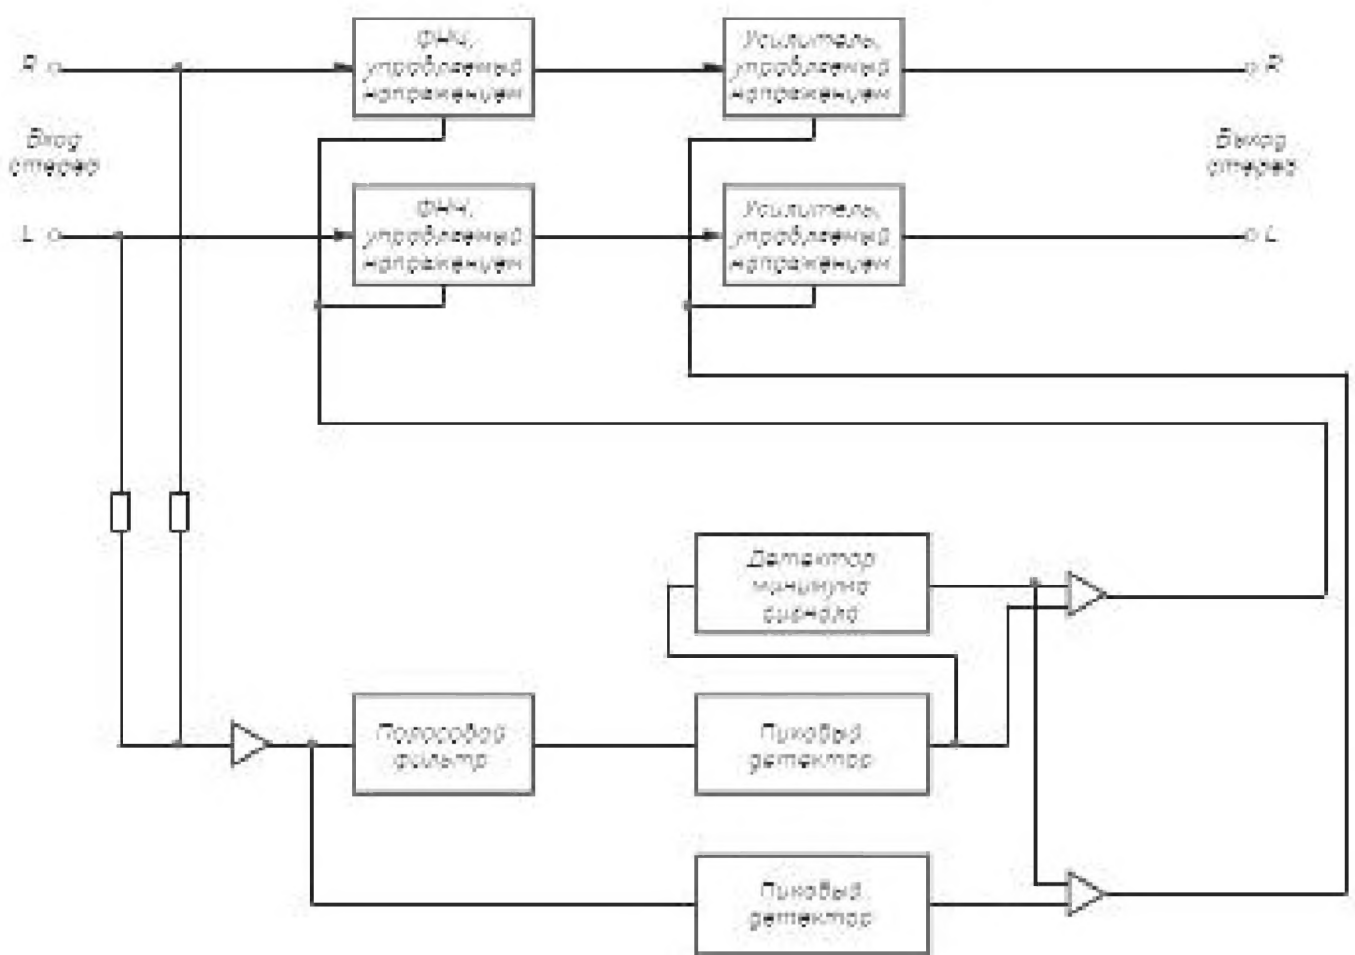 R
ФНЧ,
управляемый
напряжением
Усилитель,
управляемый
напряжением
R
Вход
стерео
Выход
стерео
L
ФНЧ,
управляемый
напряжением
Усилитель,
управляемый
напряжением
L
Детектор
минимума
сигнала
Полосовой
фильтр
Пиковый
детектор
Пиковый
детектор